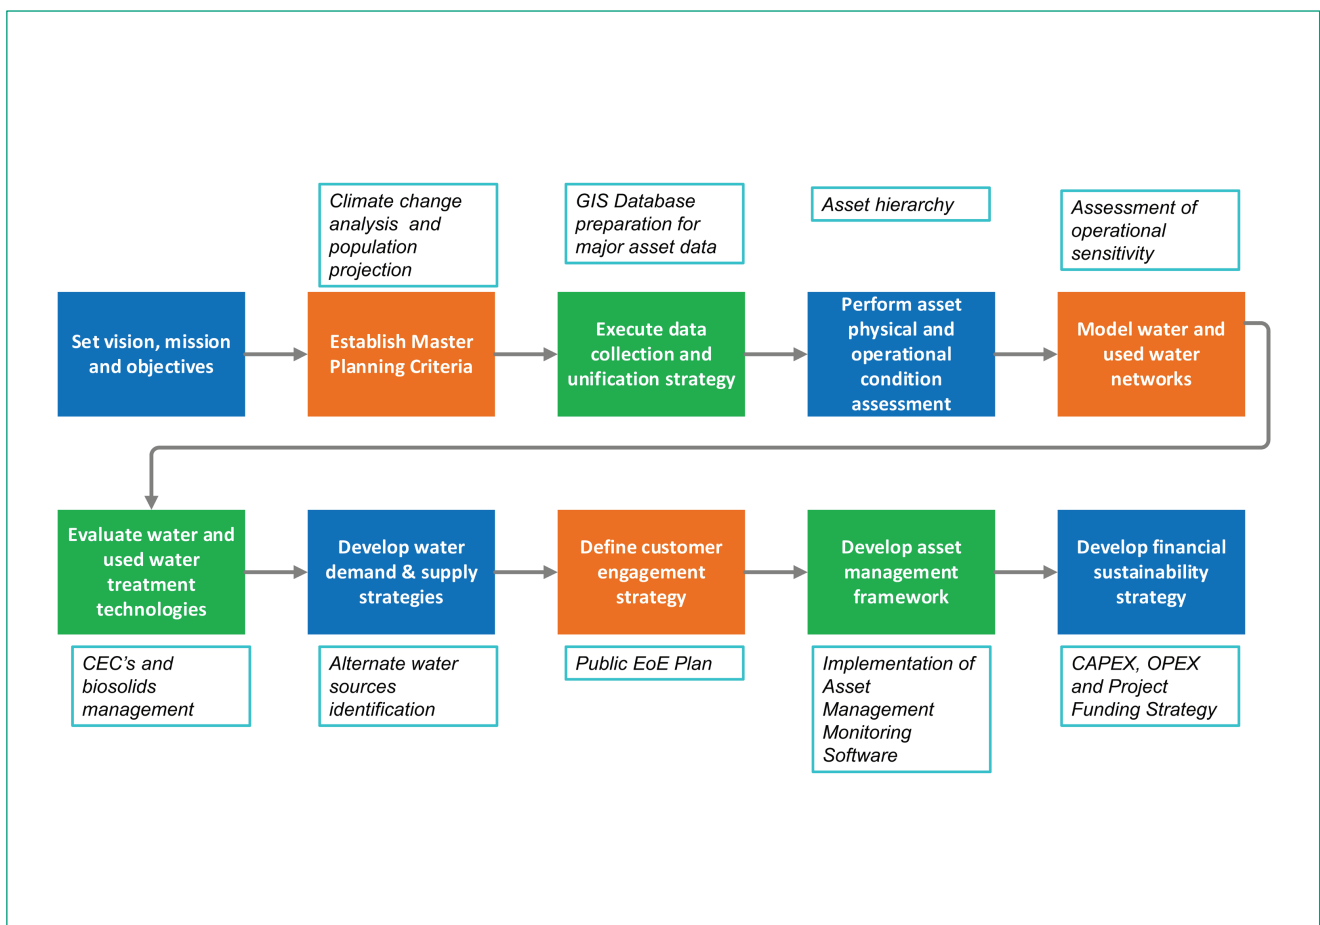 Climate change
analysis and
population
projection
GIS Database
preparation for
major asset data
Asset hierarchy
Assessment of
operational
sensitivity
Set vision, mission
and objectives
Establish Master
Planning Criteria
Execute data
collection and
unification strategy
Perform asset
physical and
operational
condition
assessment
Model water and
used water
networks
Evaluate water and
used water
treatment
technologies
Develop water
demand & supply
strategies
Define customer
engagement
strategy
Develop asset
management
framework
Develop financial
sustainability
strategy
CEC's and
biosolids
management
Alternate water
sources
identification
Public EoE Plan
Implementation of
Asset
Management
Monitoring
Software
CAPEX, OPEX
and Project
Funding Strategy